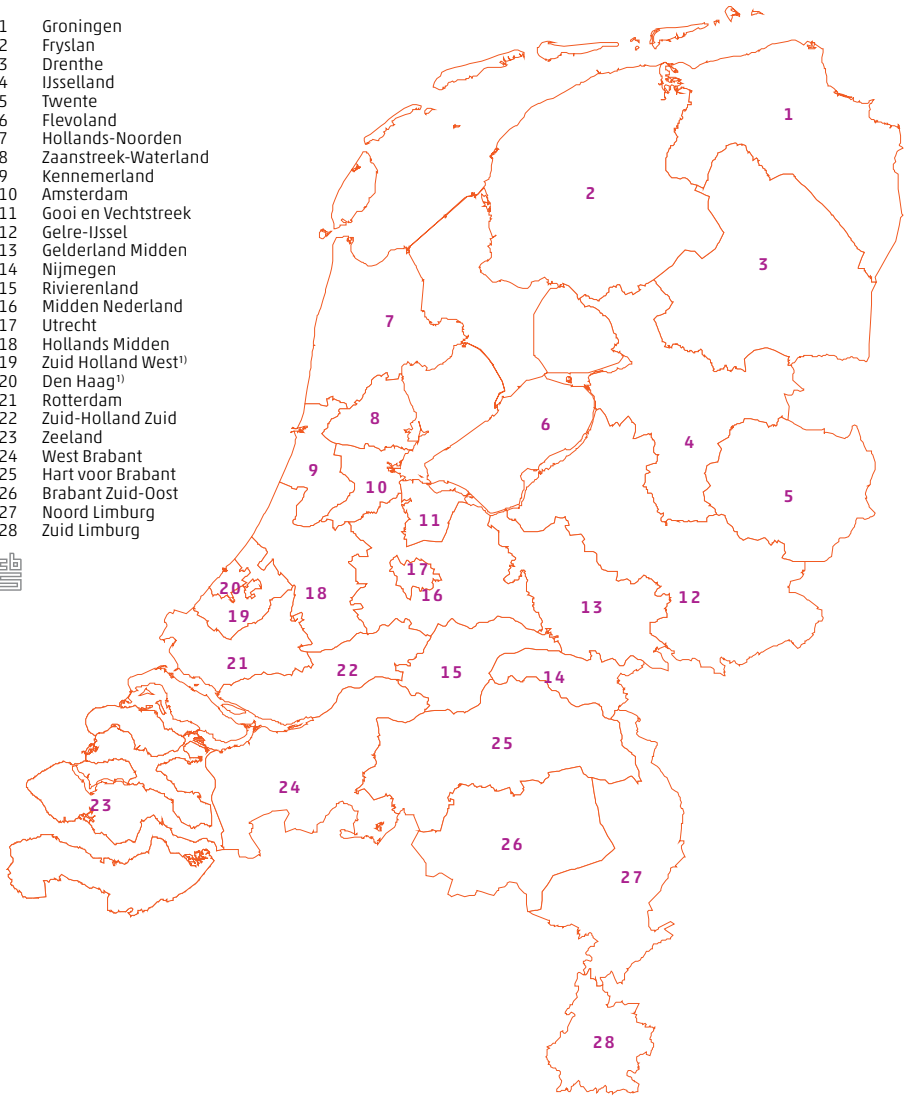 1 Groningen
2 Fryslan
3 Drenthe
4 IJsselland
5 Twente
6 Flevoland
7 Hollands-Noorden
8 Zaanstreek-Waterland
9 Kennemerland
10 Amsterdam
11 Gooi en Vechtstreek
12 Gelre-IJssel
13 Gelderland Midden
14 Nijmegen
15 Rivierenland
16 Midden Nederland
17 Utrecht
18 Hollands Midden
19 Zuid Holland West¹⁾
20 Den Haag¹⁾
21 Rotterdam
22 Zuid-Holland Zuid
23 Zeeland
24 West Brabant
25 Hart voor Brabant
26 Brabant Zuid-Oost
27 Noord Limburg
28 Zuid Limburg
1
2
3
7
8
6
4
9
10
5
11
17
20
18
16
12
19
13
21
22
15
14
25
24
23
26
27
28